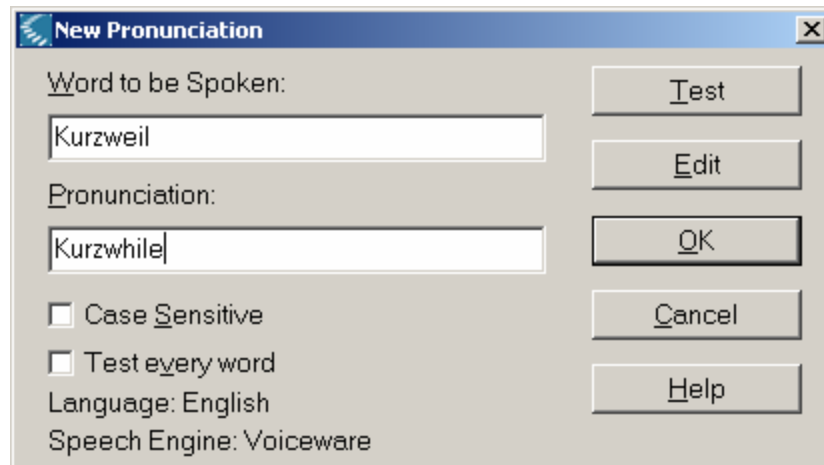 New Pronunciation
Word to be Spoken:
Kurzweil
Pronunciation:
Kurzwhile
Case Sensitive
Test every word
Language: English
Speech Engine: Voiceware
Test
Edit
OK
Cancel
Help